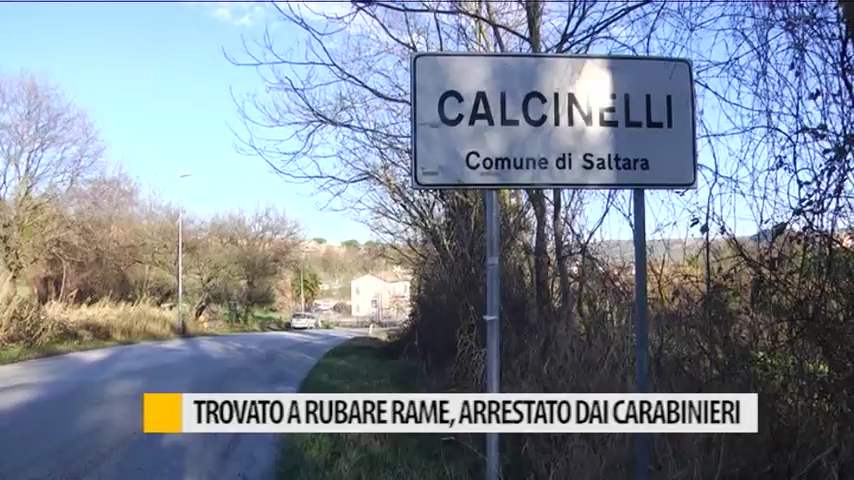 CALCINELLI
Comune di Saltara
TROVATO A RUBARE RAME, ARRESTATO DAI CARABINIERI